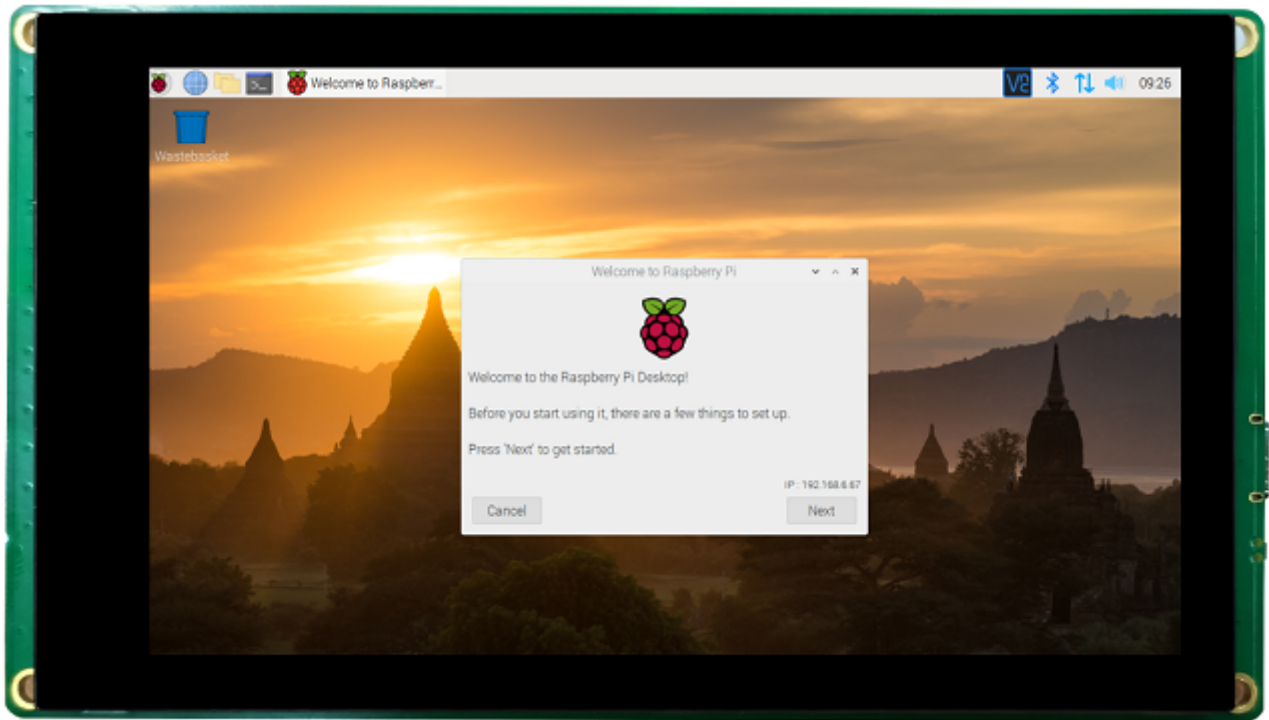 Welcome to Raspberr...
V2
09:26
Wastebasket
Welcome to Raspberry Pi
Welcome to the Raspberry Pi Desktop!
Before you start using it, there are a few things to set up.
Press 'Next' to get started.
IP : 192.168.6.67
Cancel
Next